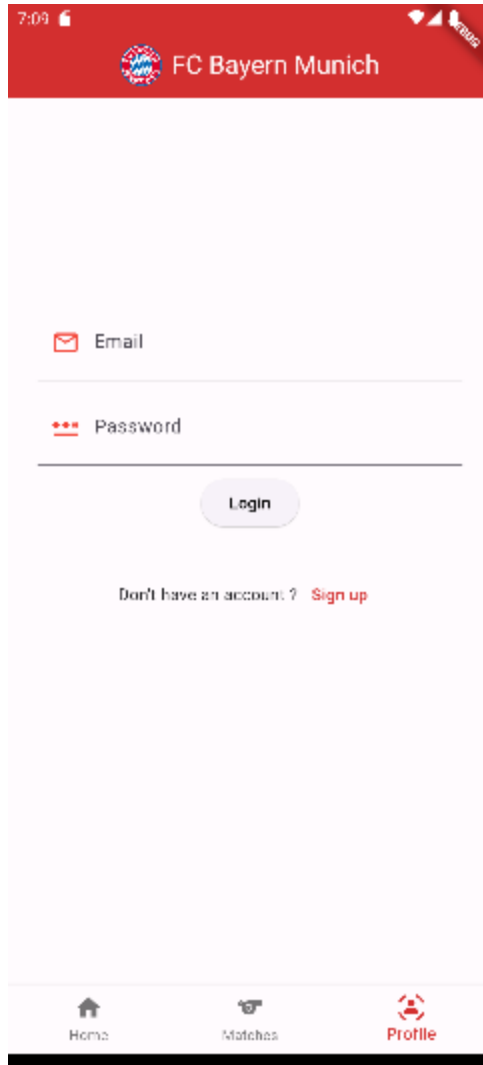 7:09
FC Bayern Munich
Email
Password
Login
Don't have an account ? Sign up
Home
Matches
Profile